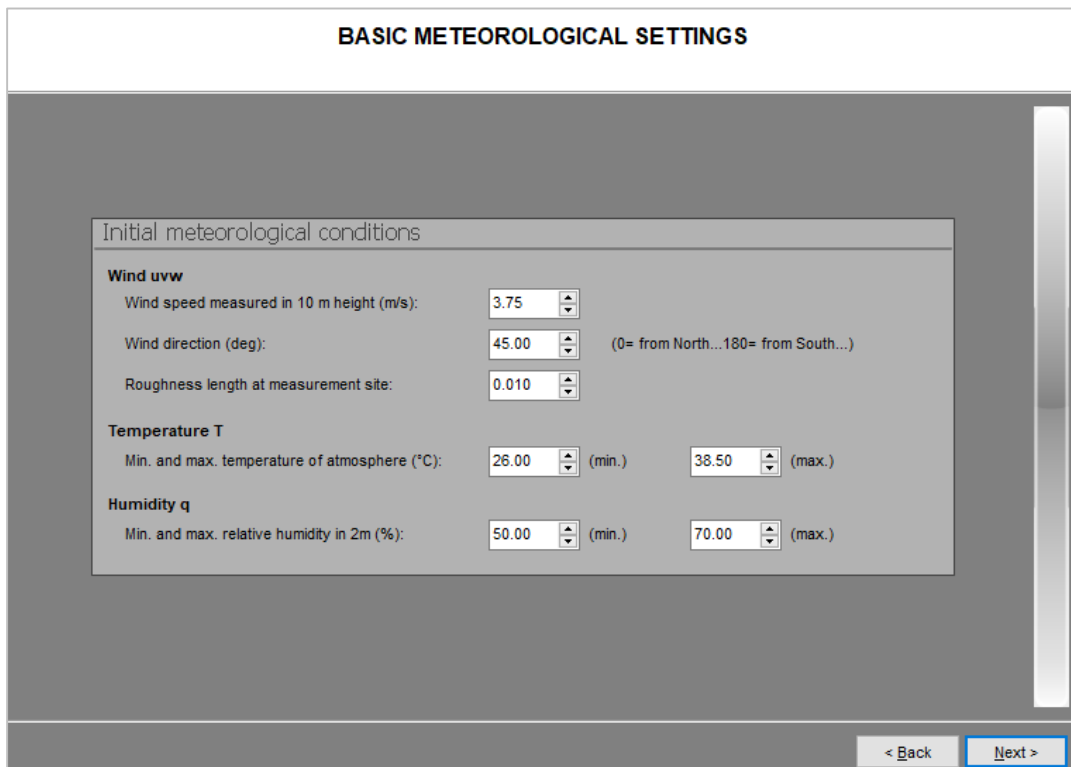 BASIC METEOROLOGICAL SETTINGS
Initial meteorological conditions
Wind uvw
Wind speed measured in 10 m height (m/s): 3.75
Wind direction (deg): 45.00 (0= from North...180= from South...)
Roughness length at measurement site: 0.010
Temperature T
Min. and max. temperature of atmosphere (°C): 26.00 (min.) 38.50 (max.)
Humidity q
Min. and max. relative humidity in 2m (%): 50.00 (min.) 70.00 (max.)
< Back Next >